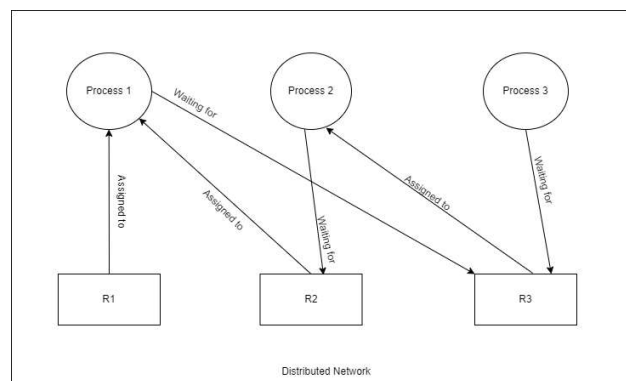 Process 1
Process 2
Process 3
Waiting for
Assigned to
Assigned to
Waiting for
Assigned to
Waiting for
R1
R2
R3
Distributed Network